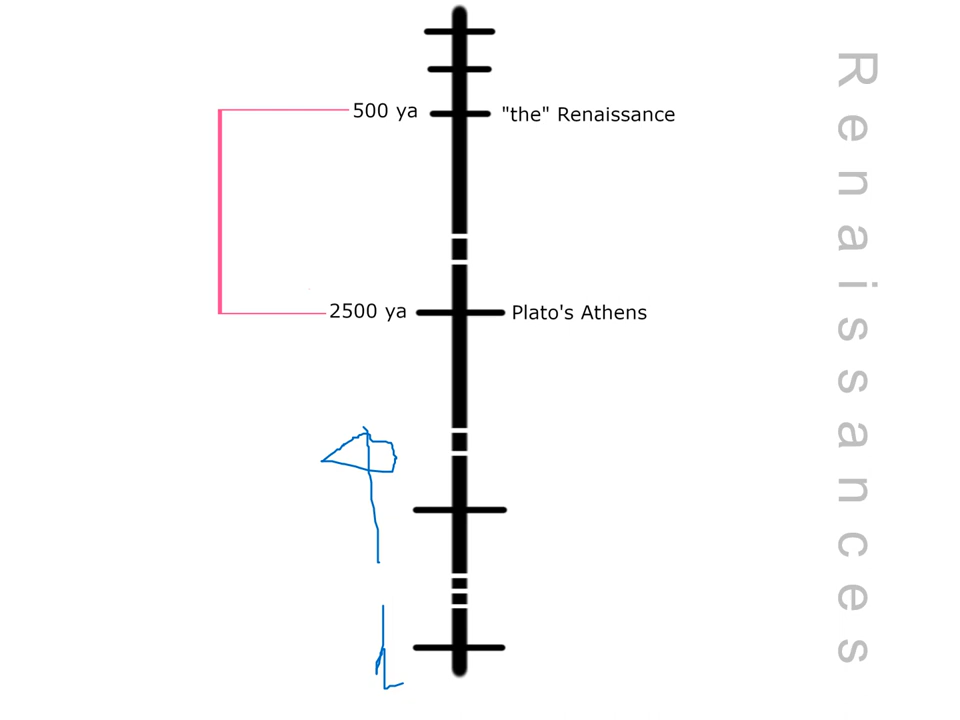 500 ya
"the" Renaissance
2500 ya
Plato's Athens
Renaissances